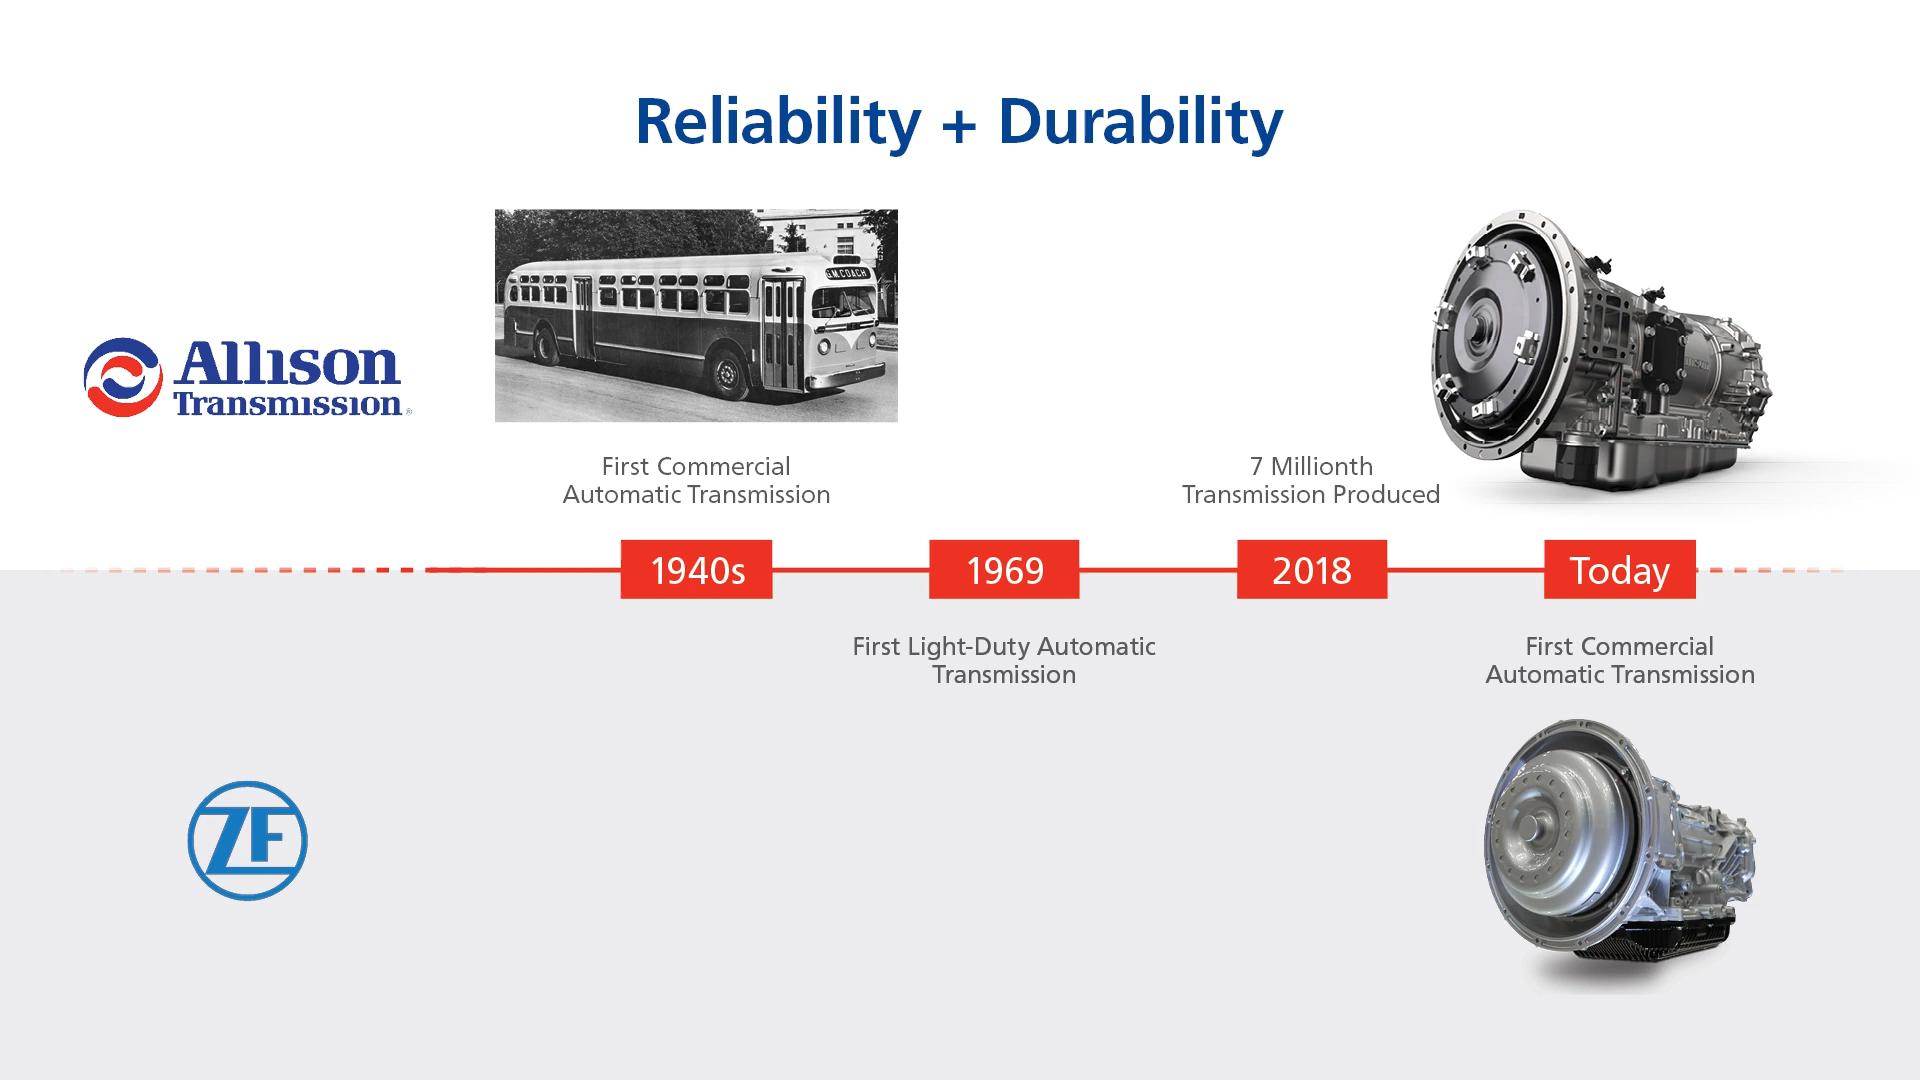 Reliability + Durability
G.M.COACH
Allison
Transmission®
First Commercial
Automatic Transmission
7 Millionth
Transmission Produced
1940s
1969
2018
Today
First Light-Duty Automatic
Transmission
First Commercial
Automatic Transmission
ZF